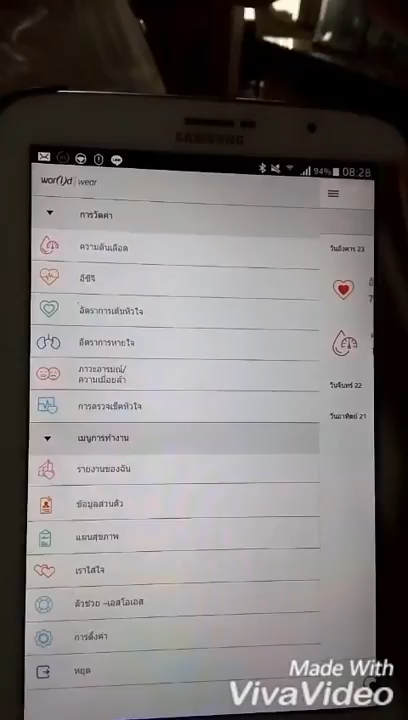 SAMSUNG
94% 08:28
wor(l)d wear
การวัดค่า
ความดันเลือด
อีซีจี
อัตราการเต้นหัวใจ
อัตราการหายใจ
ภาวะอารมณ์/
ความเมื่อยล้า
การตรวจเช็คหัวใจ
เมนูการทำงาน
รายงานของฉัน
ข้อมูลส่วนตัว
แผนสุขภาพ
เราใส่ใจ
ตัวช่วย -เอสโอเอส
การตั้งค่า
หยุด
วันอังคาร 23
วันจันทร์ 22
วันอาทิตย์ 21
Made With
VivaVideo